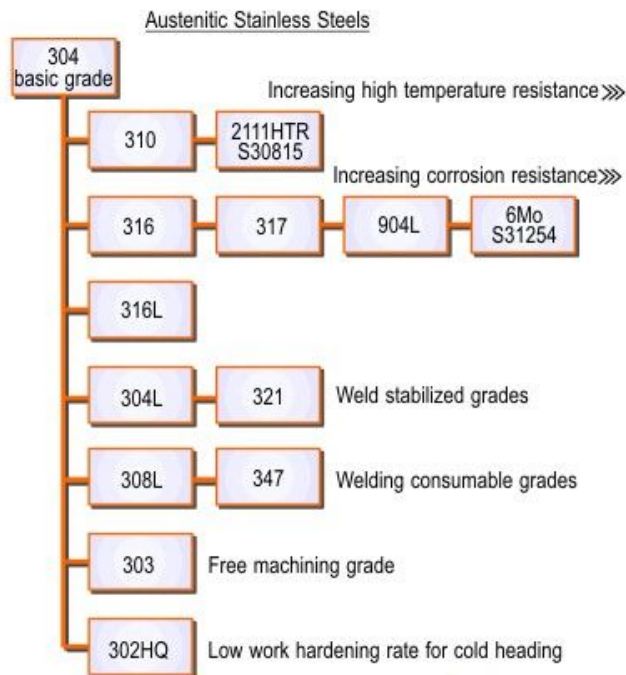 Austenitic Stainless Steels
304
basic grade
Increasing high temperature resistance >>>
310
2111HTR
S30815
Increasing corrosion resistance >>>
316
317
904L
6Mo
S31254
316L
304L
321
Weld stabilized grades
308L
347
Welding consumable grades
303
Free machining grade
302HQ
Low work hardening rate for cold heading